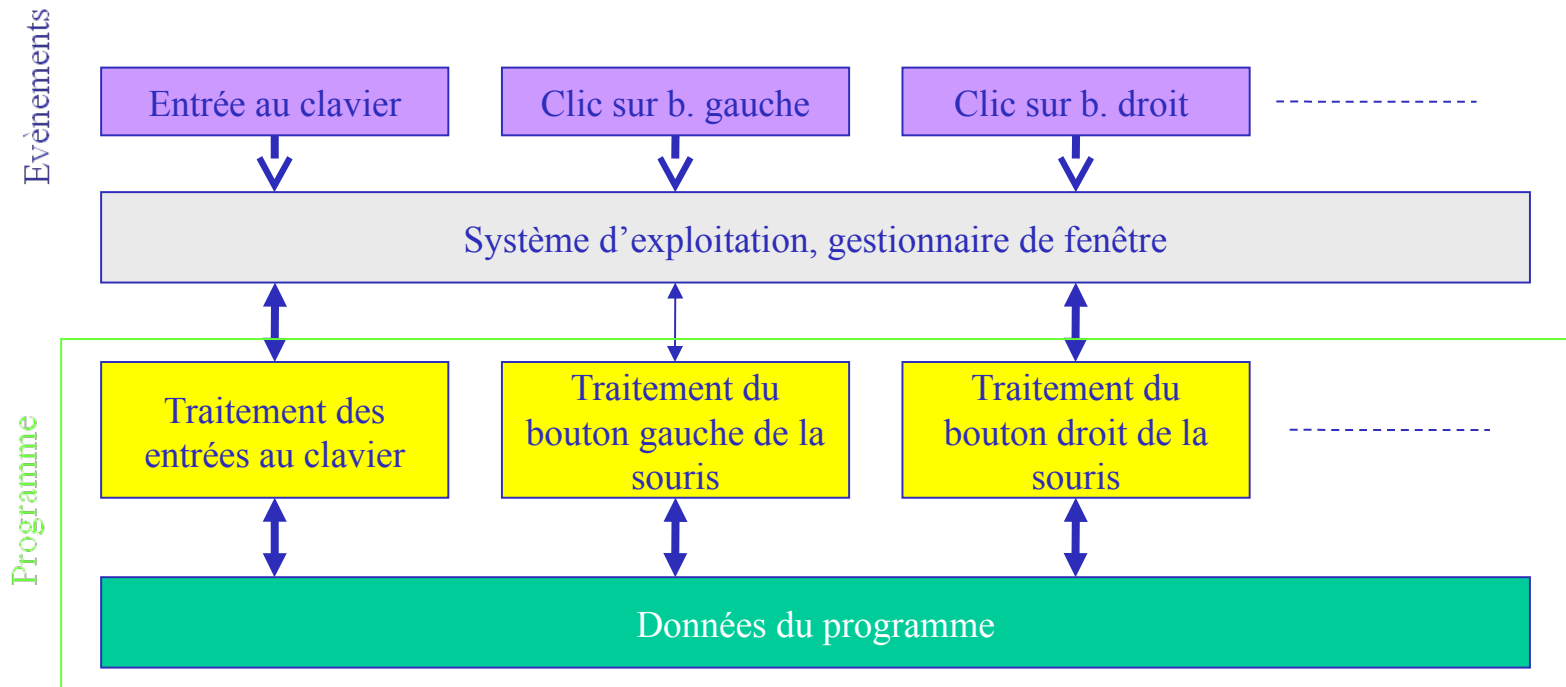 Evènements
Entrée au clavier
Clic sur b. gauche
Clic sur b. droit
Système d’exploitation, gestionnaire de fenêtre
Programme
Traitement des
entrées au clavier
Traitement du
bouton gauche de la
souris
Traitement du
bouton droit de la
souris
Données du programme